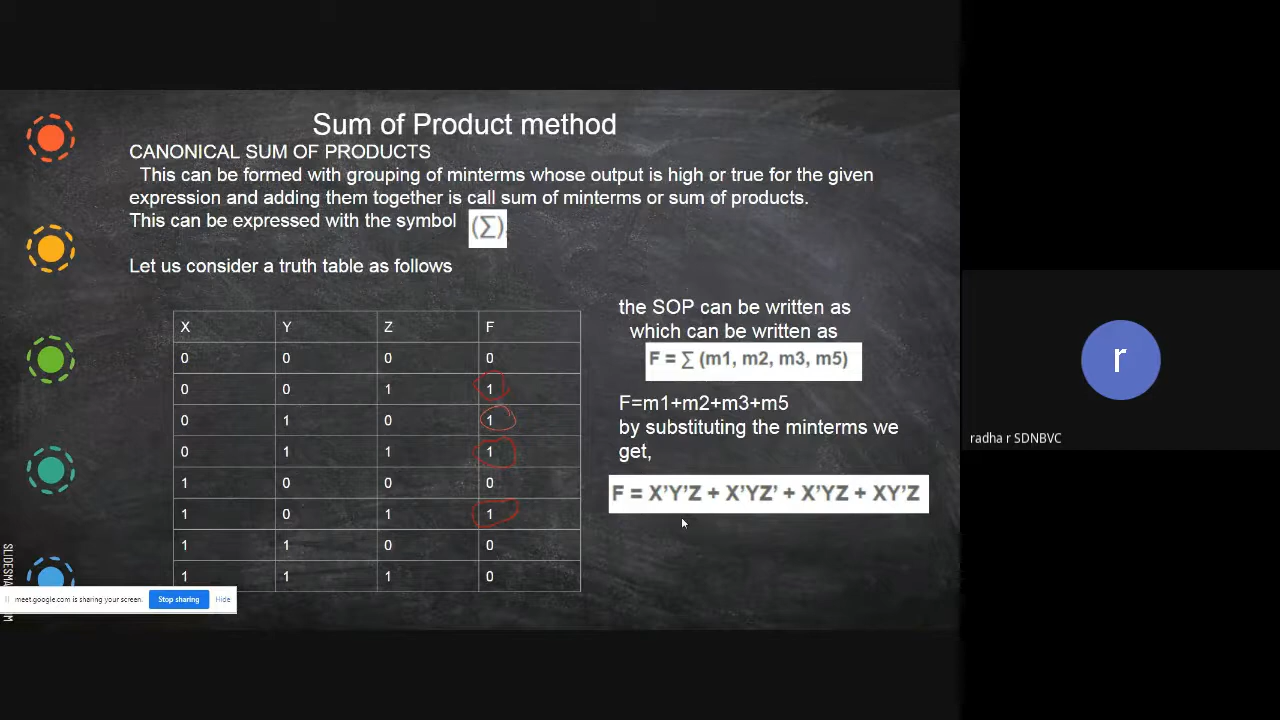 Sum of Product method
CANONICAL SUM OF PRODUCTS
This can be formed with grouping of minterms whose output is high or true for the given
expression and adding them together is call sum of minterms or sum of products.
This can be expressed with the symbol (∑)
Let us consider a truth table as follows
X Y Z F
0 0 0 0
0 0 1 1
0 1 0 1
0 1 1 1
1 0 0 0
1 0 1 1
1 1 0 0
1 1 1 0
the SOP can be written as
which can be written as
F = ∑ (m1, m2, m3, m5)
F=m1+m2+m3+m5
by substituting the minterms we
get,
F = X’Y’Z + X’YZ’ + X’YZ + XY’Z
meet.google.com is sharing your screen. Stop sharing Hide
r
radha r SDNBVC